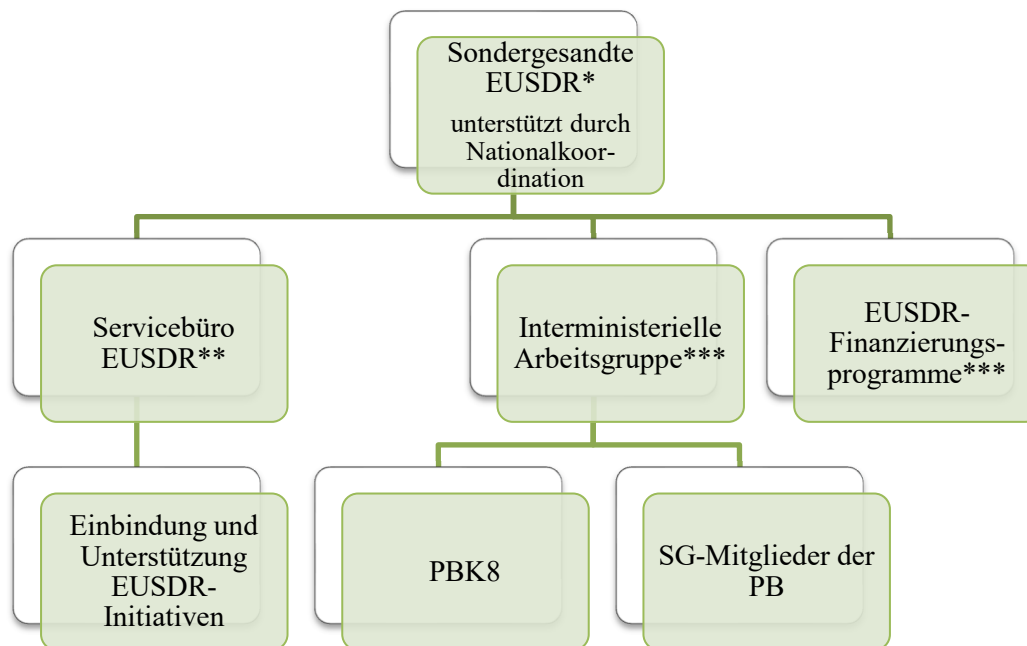 Sondergesandte
EUSDR*
unterstützt durch
Nationalkoor-
dination
Servicebüro
EUSDR**
Interministerielle
Arbeitsgruppe***
EUSDR-
Finanzierungs-
programme***
Einbindung und
Unterstützung
EUSDR-
Initiativen
PBK8
SG-Mitglieder der
PB